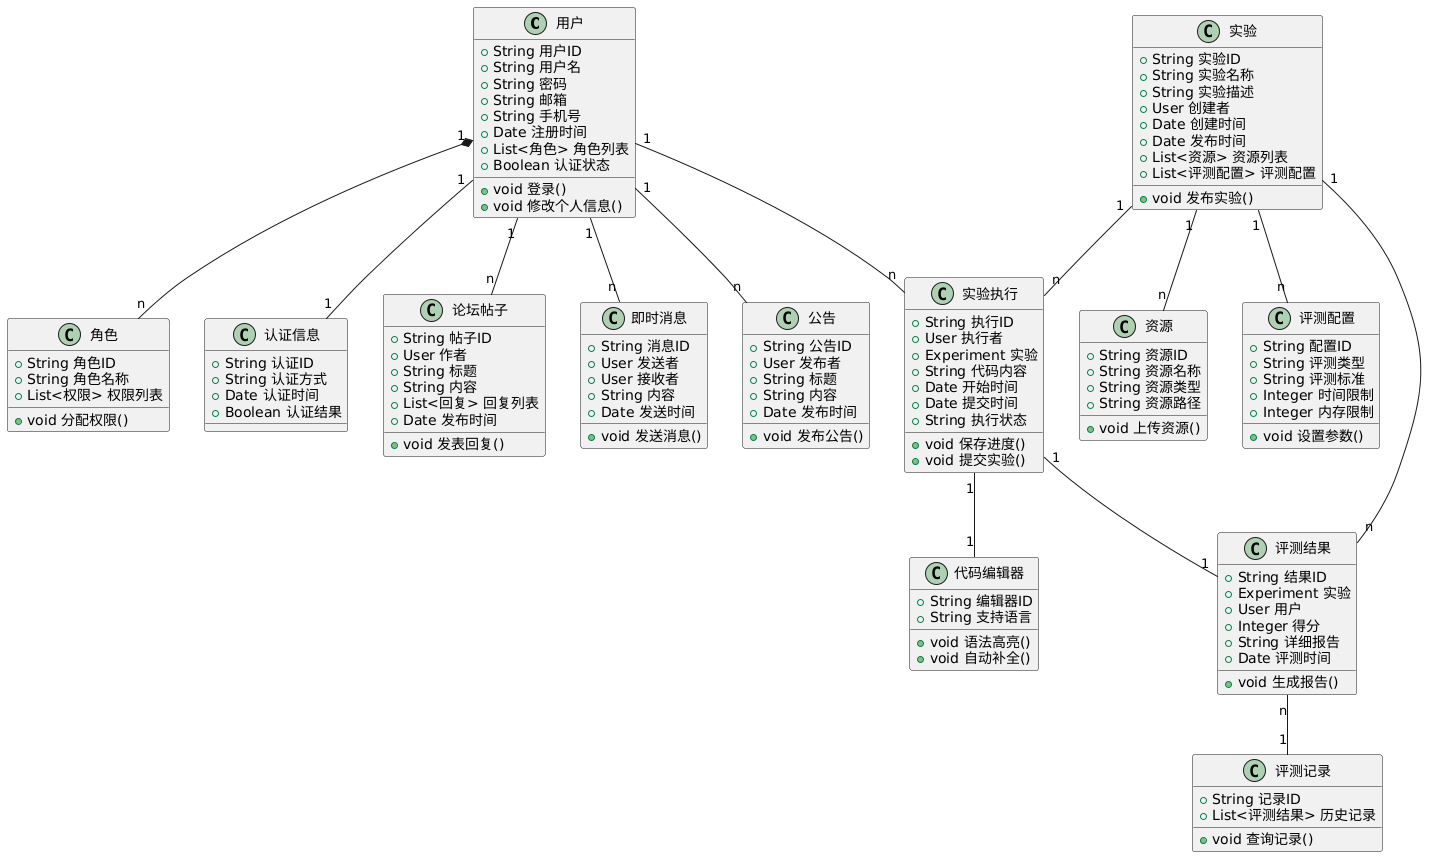 C 用户
String 用户ID
String 用户名
String 密码
String 邮箱
String 手机号
Date 注册时间
List<角色> 角色列表
Boolean 认证状态
void 登录()
void 修改个人信息()
C 实验
String 实验ID
String 实验名称
String 实验描述
User 创建者
Date 创建时间
Date 发布时间
List<资源> 资源列表
List<评测配置> 评测配置
void 发布实验()
1
1
1
1
1
1
1
1
1
1
n
1
n
n
n
n
n
n
n
C 角色
String 角色ID
String 角色名称
List<权限> 权限列表
void 分配权限()
C 认证信息
String 认证ID
String 认证方式
Date 认证时间
Boolean 认证结果
C 论坛帖子
String 帖子ID
User 作者
String 标题
String 内容
List<回复> 回复列表
Date 发布时间
void 发表回复()
C 即时消息
String 消息ID
User 发送者
User 接收者
String 内容
Date 发送时间
void 发送消息()
C 公告
String 公告ID
User 发布者
String 标题
String 内容
Date 发布时间
void 发布公告()
C 实验执行
String 执行ID
User 执行者
Experiment 实验
String 代码内容
Date 开始时间
Date 提交时间
String 执行状态
void 保存进度()
void 提交实验()
C 资源
String 资源ID
String 资源名称
String 资源类型
String 资源路径
void 上传资源()
C 评测配置
String 配置ID
String 评测类型
String 评测标准
Integer 时间限制
Integer 内存限制
void 设置参数()
1
1
1
1
n
C 代码编辑器
String 编辑器ID
String 支持语言
void 语法高亮()
void 自动补全()
C 评测结果
String 结果ID
Experiment 实验
User 用户
Integer 得分
String 详细报告
Date 评测时间
void 生成报告()
n
1
C 评测记录
String 记录ID
List<评测结果> 历史记录
void 查询记录()